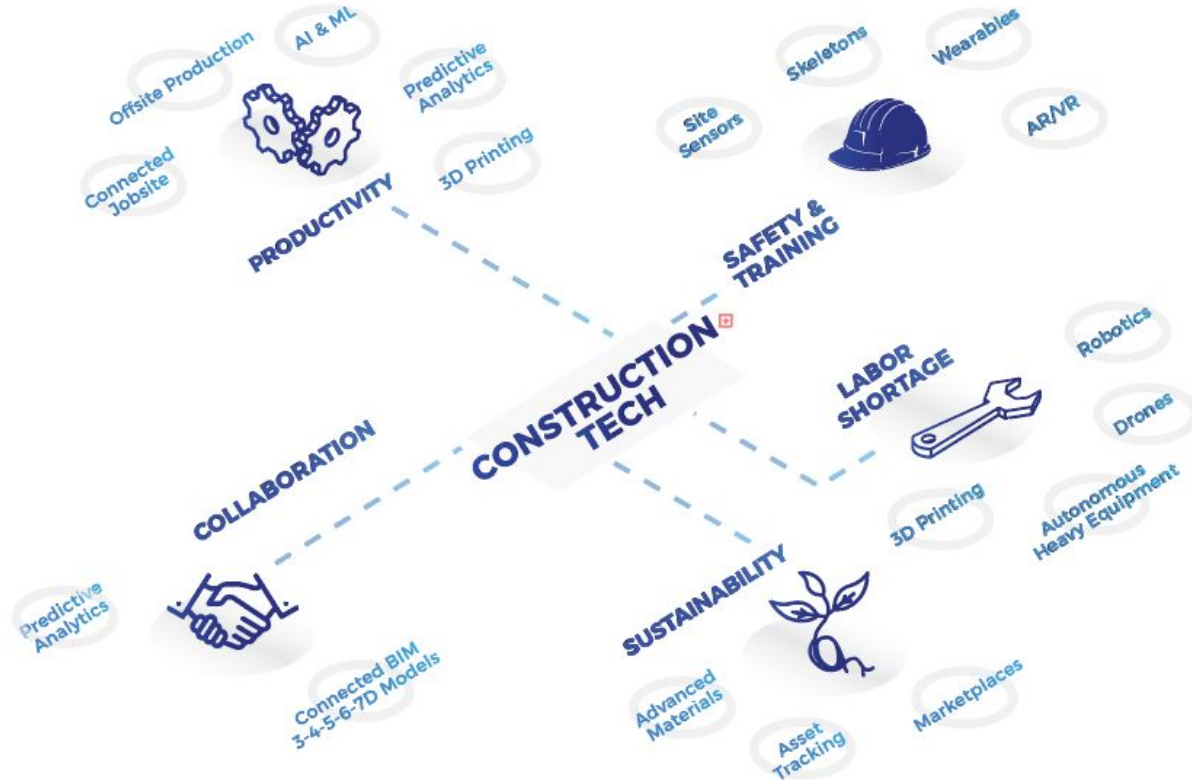 AI & ML
Offsite Production
Predictive
Analytics
Connected
Jobsite
3D Printing
PRODUCTIVITY
Skeletons
Wearables
Site
Sensors
AR/VR
SAFETY &
TRAINING
CONSTRUCTION
TECH
LABOR
SHORTAGE
Robotics
Drones
3D Printing
Autonomous
Heavy Equipment
COLLABORATION
Predictive
Analytics
Connected BIM
3-4-5-6-7D Models
SUSTAINABILITY
Advanced
Materials
Asset
Tracking
Marketplaces